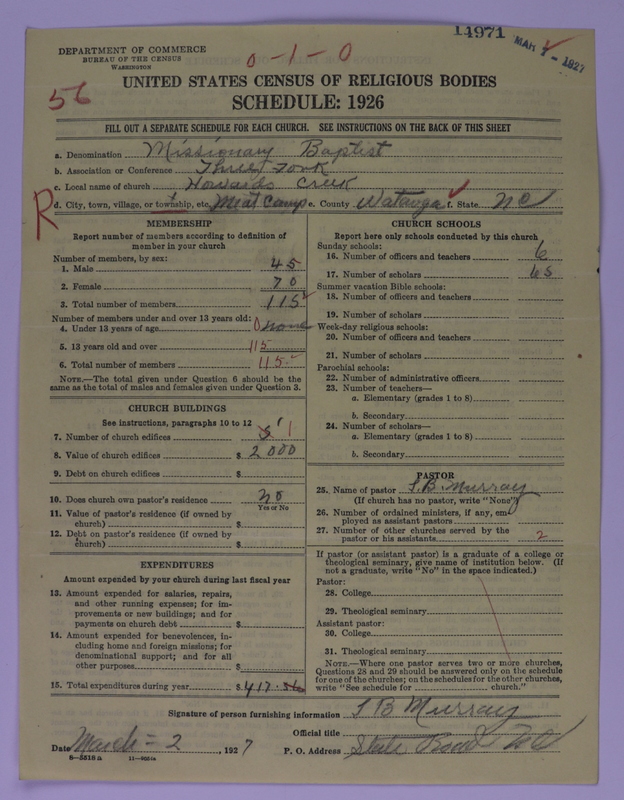 14971
MAR 1 - 1927
DEPARTMENT OF COMMERCE
BUREAU OF THE CENSUS
WASHINGTON
0-1-0
56
UNITED STATES CENSUS OF RELIGIOUS BODIES
SCHEDULE: 1926
FILL OUT A SEPARATE SCHEDULE FOR EACH CHURCH. SEE INSTRUCTIONS ON THE BACK OF THIS SHEET
a. Denomination Missionary Baptist
b. Association or Conference Three Fork
c. Local name of church Howards Creek
R
d. City, town, village, or township, etc. Meat Camp e. County Watauga f. State NC
MEMBERSHIP
Report number of members according to definition of
member in your church
Number of members, by sex:
1. Male 45
2. Female 70
3. Total number of members 115
Number of members under and over 13 years old:
4. Under 13 years of age 0 none
5. 13 years old and over 115
6. Total number of members 115
NOTE.—The total given under Question 6 should be the
same as the total of males and females given under Question 3.
CHURCH BUILDINGS
See instructions, paragraphs 10 to 12
7. Number of church edifices 1
8. Value of church edifices $ 2000
9. Debt on church edifices $
10. Does church own pastor's residence no
Yes or No
11. Value of pastor's residence (if owned by
church) $
12. Debt on pastor's residence (if owned by
church) $
EXPENDITURES
Amount expended by your church during last fiscal year
13. Amount expended for salaries, repairs,
and other running expenses; for im-
provements or new buildings; and for
payments on church debt $
14. Amount expended for benevolences, in-
cluding home and foreign missions; for
denominational support; and for all
other purposes $
15. Total expenditures during year $ 417.56
CHURCH SCHOOLS
Report here only schools conducted by this church
Sunday schools:
16. Number of officers and teachers 6
17. Number of scholars 65
Summer vacation Bible schools:
18. Number of officers and teachers
19. Number of scholars
Week-day religious schools:
20. Number of officers and teachers
21. Number of scholars
Parochial schools:
22. Number of administrative officers
23. Number of teachers—
a. Elementary (grades 1 to 8)
b. Secondary
24. Number of scholars—
a. Elementary (grades 1 to 8)
b. Secondary
PASTOR
25. Name of pastor S.B. Murray
(If church has no pastor, write "None")
26. Number of ordained ministers, if any, em-
ployed as assistant pastors
27. Number of other churches served by the
pastor or his assistants 2
If pastor (or assistant pastor) is a graduate of a college or
theological seminary, give name of institution below. (If
not a graduate, write "No" in the space indicated.)
Pastor:
28. College
29. Theological seminary
Assistant pastor:
30. College
31. Theological seminary
NOTE.—Where one pastor serves two or more churches,
Questions 28 and 29 should be answered only on the schedule
for one of the churches; on the schedules for the other churches,
write "See schedule for church."
Signature of person furnishing information S B Murray
Official title
Date March - 2, 1927 P. O. Address
8—5518a 11—9051a